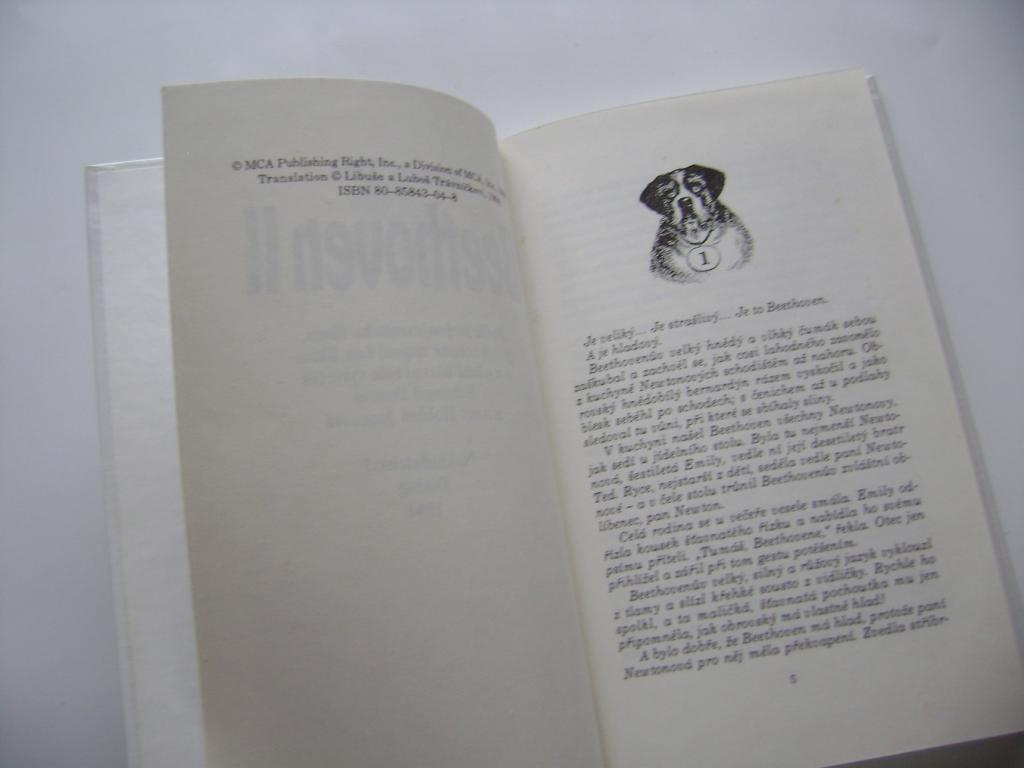 © MCA Publishing Right, Inc., a Division of MCA, Inc.
Translation © Libuše a Luboš Trávníčkovi,
ISBN 80–85843–04–8
Beethoven II
1
Je veliký... Je strašlivý... Je to Beethoven.
A je hladový.
Beethovenův velký hnědý a vlhký čumák sebou
zaškubal a zachvěl se, jak cosi lahodného zavonělo
z kuchyně Newtonových schodištěm až nahoru. Ob-
rovský hnědobílý bernardýn rázem vyskočil a jako
blesk seběhl po schodech; s čenichem až u podlahy
sledoval tu vůni, při které se sbíhaly sliny.
V kuchyni našel Beethoven všechny Newtonovy,
jak sedí u jídelního stolu. Byla tu nejmenší Newto-
nová, šestiletá Emily, vedle ní její desetiletý bratr
Ted. Ryce, nejstarší z dětí, seděla vedle paní Newto-
nové – a v čele stolu trůnil Beethovenův zvláštní ob-
líbenec, pan Newton.
Celá rodina se u večeře vesele smála. Emily od-
řízla kousek šťavnatého řízku a nabídla ho svému
psímu příteli. „Tumáš, Beethovene,“ řekla. Otec jen
přihlížel a zářil při tom gestu potěšením.
Beethovenův velký, silný a růžový jazyk vyklouzl
z tlamy a slízl křehké sousto z vidličky. Rychle ho
spolkl, a ta maličká, šťavnatá pochoutka mu jen
připomněla, jak obrovský má vlastně hlad!
A bylo dobře, že Beethoven má hlad, protože paní
Newtonová pro něj měla překvapení. Zvedla stříbr-
5